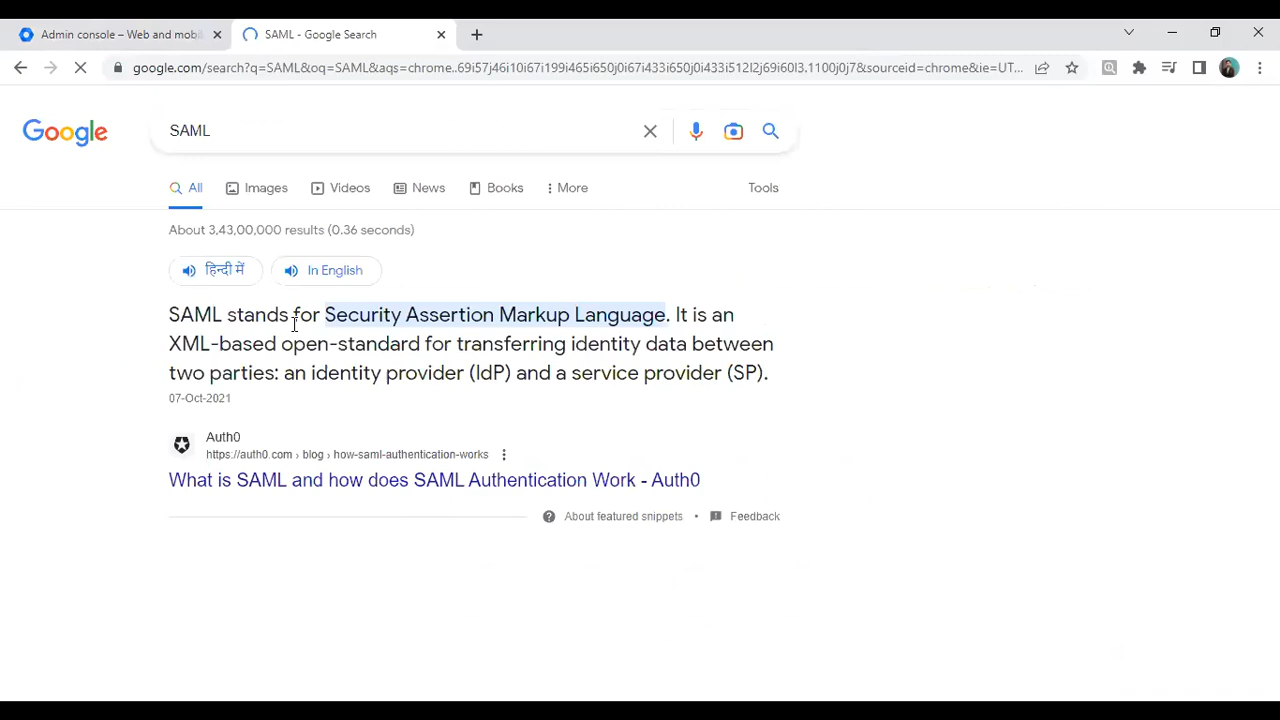 Admin console – Web and mobi
SAML - Google Search
google.com/search?q=SAML&oq=SAML&aqs=chrome..69i57j46i10i67i199i465i650j0i67i433i650j0i433i512l2j69i60l3.1100j0j7&sourceid=chrome&ie=UT...
Google
SAML
All
Images
Videos
News
Books
More
Tools
About 3,43,00,000 results (0.36 seconds)
हिन्दी में
In English
SAML stands for Security Assertion Markup Language. It is an
XML-based open-standard for transferring identity data between
two parties: an identity provider (IdP) and a service provider (SP).
07-Oct-2021
Auth0
https://auth0.com › blog › how-saml-authentication-works
What is SAML and how does SAML Authentication Work - Auth0
About featured snippets
•
Feedback